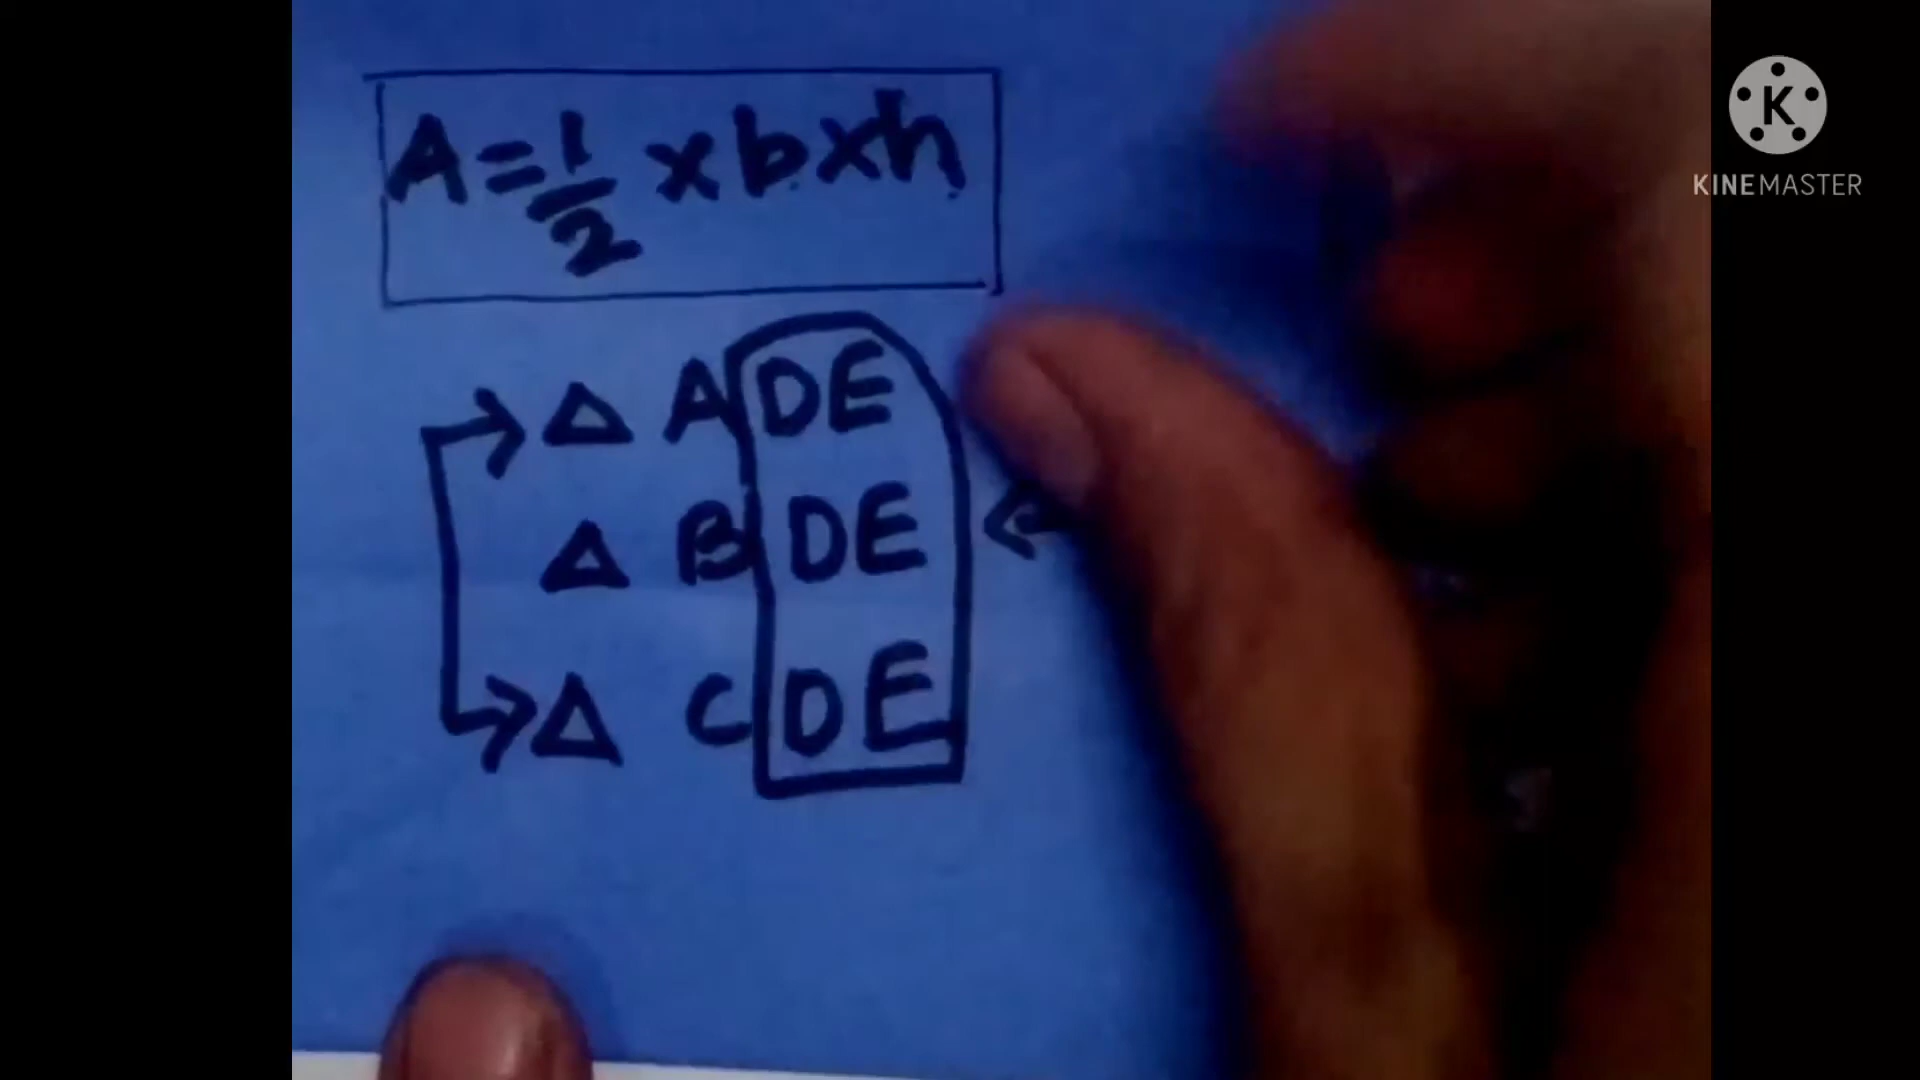 A = 1/2 × b × h
→ △ ADE
△ BDE ←
→ △ CDE
K
KINEMASTER